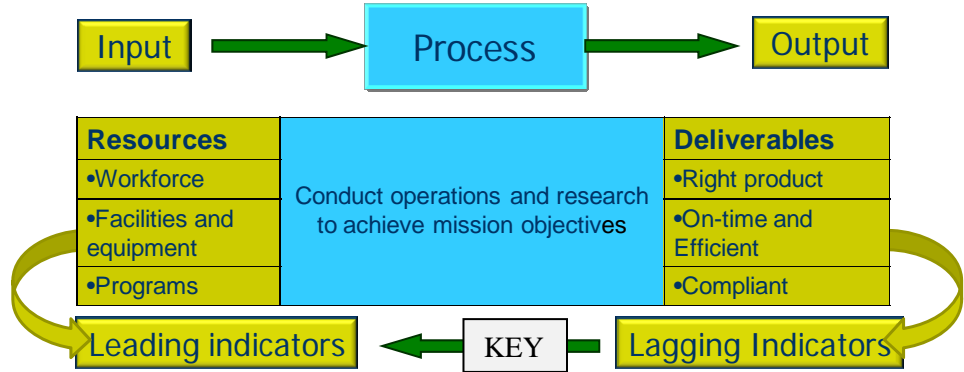 Input
Process
Output
Resources
•Workforce
•Facilities and
equipment
•Programs
Conduct operations and research
to achieve mission objectives
Deliverables
•Right product
•On-time and
Efficient
•Compliant
Leading indicators
KEY
Lagging Indicators